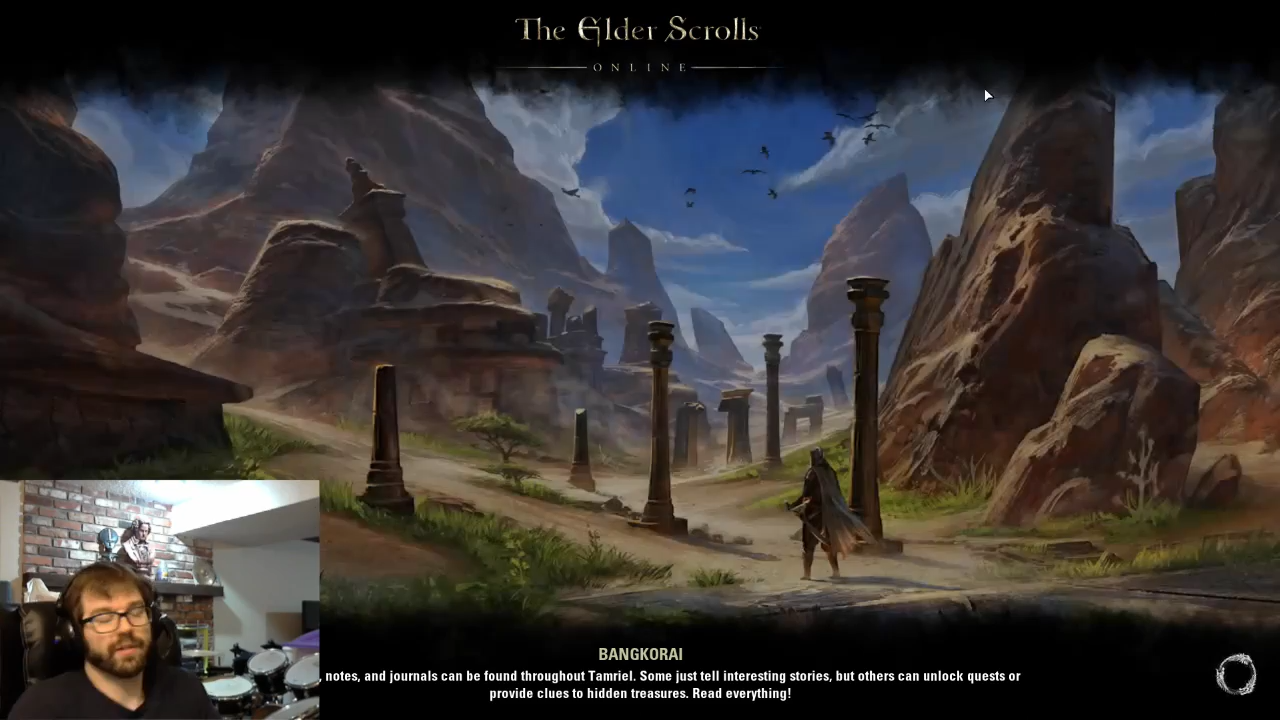 The Elder Scrolls
ONLINE
BANGKORAI
, notes, and journals can be found throughout Tamriel. Some just tell interesting stories, but others can unlock quests or
provide clues to hidden treasures. Read everything!